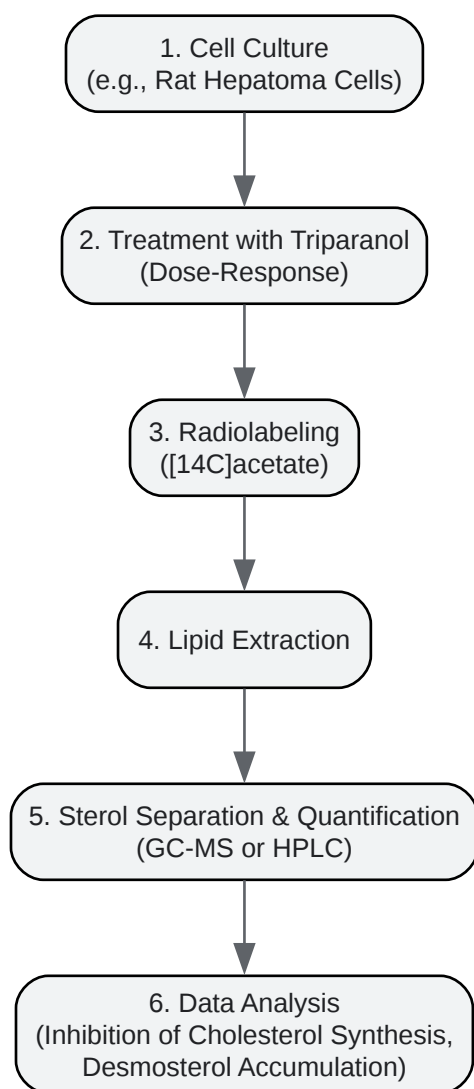 1. Cell Culture
(e.g., Rat Hepatoma Cells)
2. Treatment with Triparanol
(Dose-Response)
3. Radiolabeling
([14C]acetate)
4. Lipid Extraction
5. Sterol Separation & Quantification
(GC-MS or HPLC)
6. Data Analysis
(Inhibition of Cholesterol Synthesis,
Desmosterol Accumulation)